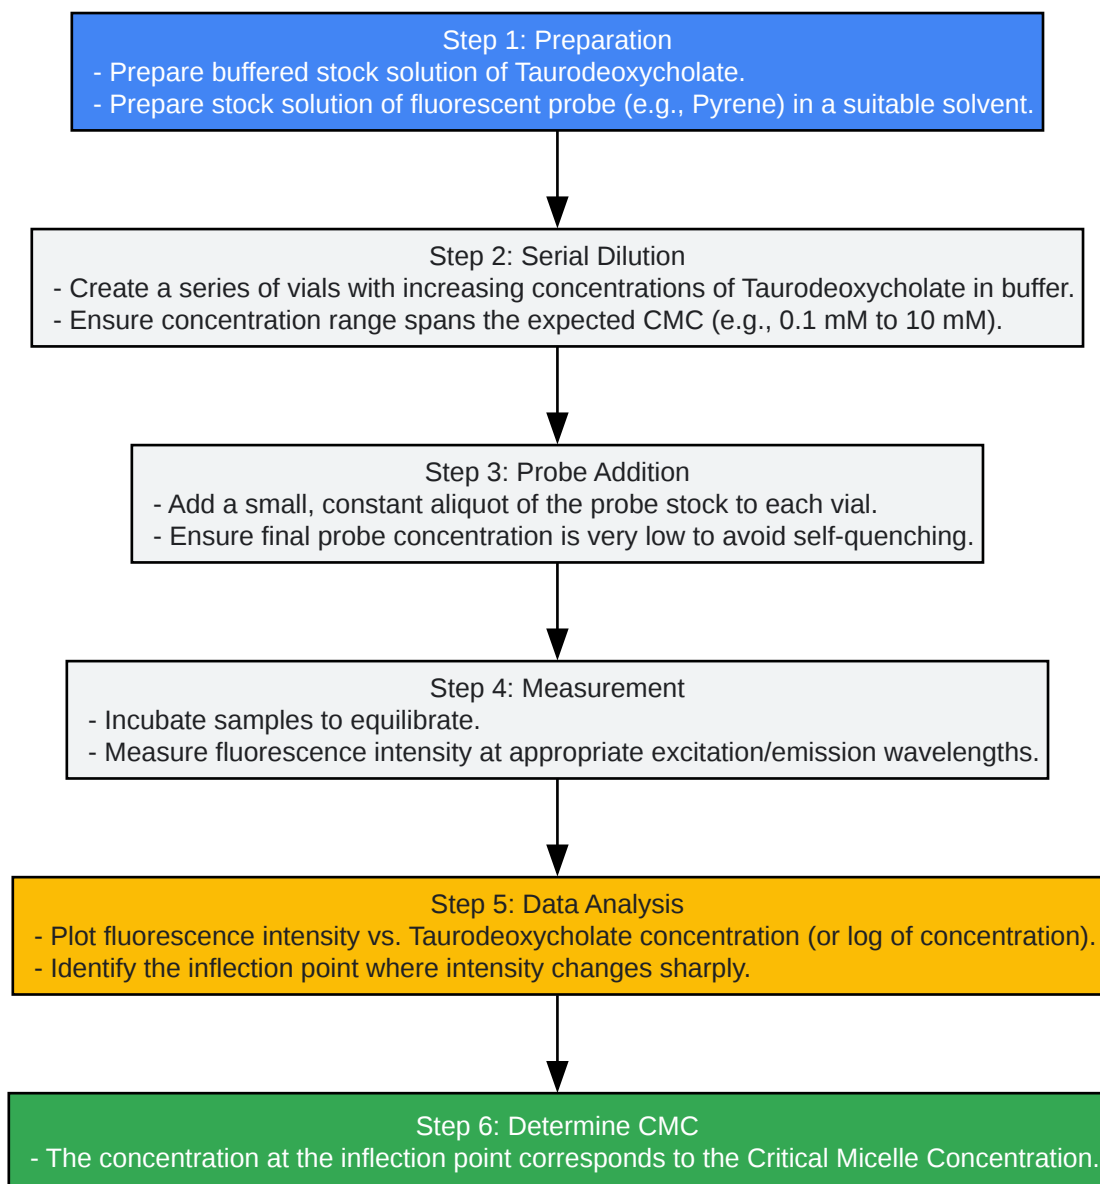 Step 1: Preparation
- Prepare buffered stock solution of Taurodeoxycholate.
- Prepare stock solution of fluorescent probe (e.g., Pyrene) in a suitable solvent.
Step 2: Serial Dilution
- Create a series of vials with increasing concentrations of Taurodeoxycholate in buffer.
- Ensure concentration range spans the expected CMC (e.g., 0.1 mM to 10 mM).
Step 3: Probe Addition
- Add a small, constant aliquot of the probe stock to each vial.
- Ensure final probe concentration is very low to avoid self-quenching.
Step 4: Measurement
- Incubate samples to equilibrate.
- Measure fluorescence intensity at appropriate excitation/emission wavelengths.
Step 5: Data Analysis
- Plot fluorescence intensity vs. Taurodeoxycholate concentration (or log of concentration).
- Identify the inflection point where intensity changes sharply.
Step 6: Determine CMC
- The concentration at the inflection point corresponds to the Critical Micelle Concentration.